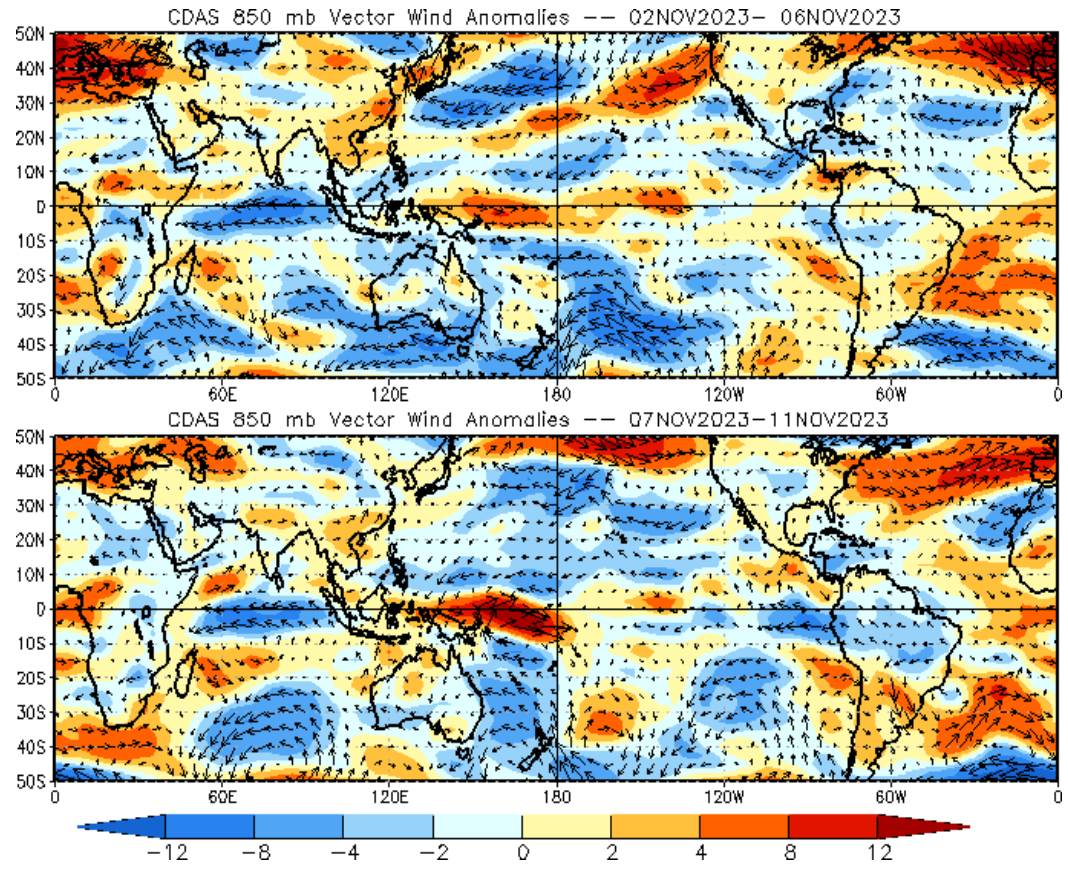 CDAS 850 mb Vector Wind Anomalies -- 02NOV2023- 06NOV2023
50N
40N
30N
20N
10N
0
10S
20S
30S
40S
50S
0 60E 120E 180 120W 60W 0
CDAS 850 mb Vector Wind Anomalies -- 07NOV2023-11NOV2023
50N
40N
30N
20N
10N
0
10S
20S
30S
40S
50S
0 60E 120E 180 120W 60W 0
-12 -8 -4 -2 0 2 4 8 12